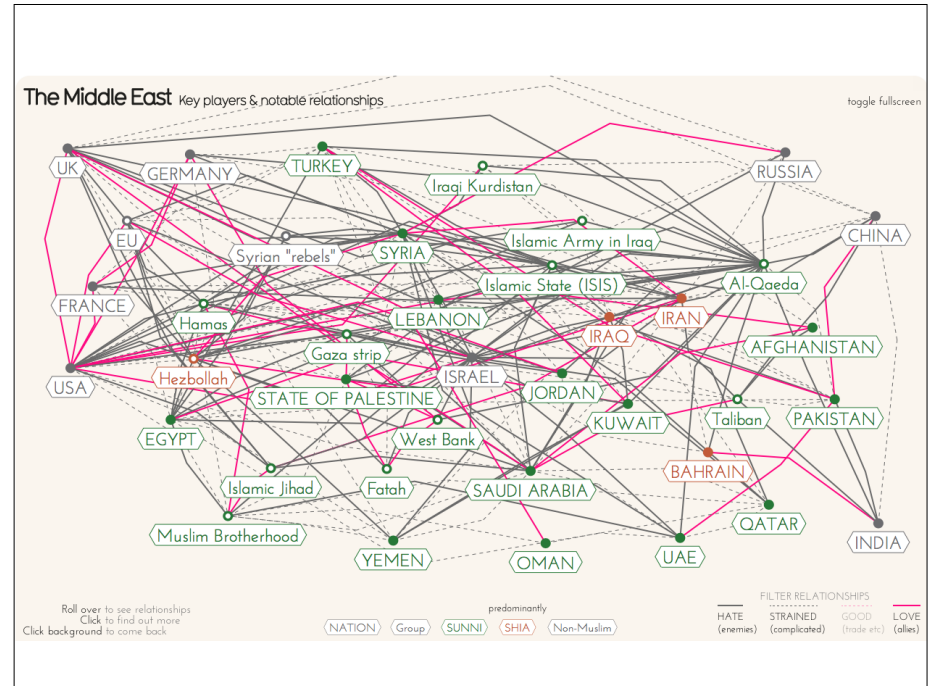 The Middle East Key players & notable relationships
toggle fullscreen
UK
GERMANY
TURKEY
Iraqi Kurdistan
RUSSIA
EU
Syrian "rebels"
SYRIA
Islamic Army in Iraq
CHINA
Islamic State (ISIS)
Al-Qaeda
FRANCE
Hamas
LEBANON
IRAQ
IRAN
AFGHANISTAN
Gaza strip
USA
Hezbollah
STATE OF PALESTINE
ISRAEL
JORDAN
EGYPT
West Bank
KUWAIT
Taliban
PAKISTAN
Islamic Jihad
Fatah
SAUDI ARABIA
BAHRAIN
Muslim Brotherhood
YEMEN
OMAN
UAE
QATAR
INDIA
Roll over to see relationships
Click to find out more
Click background to come back
predominantly
NATION Group SUNNI SHIA Non-Muslim
FILTER RELATIONSHIPS
HATE STRAINED GOOD LOVE
(enemies) (complicated) (trade etc) (allies)